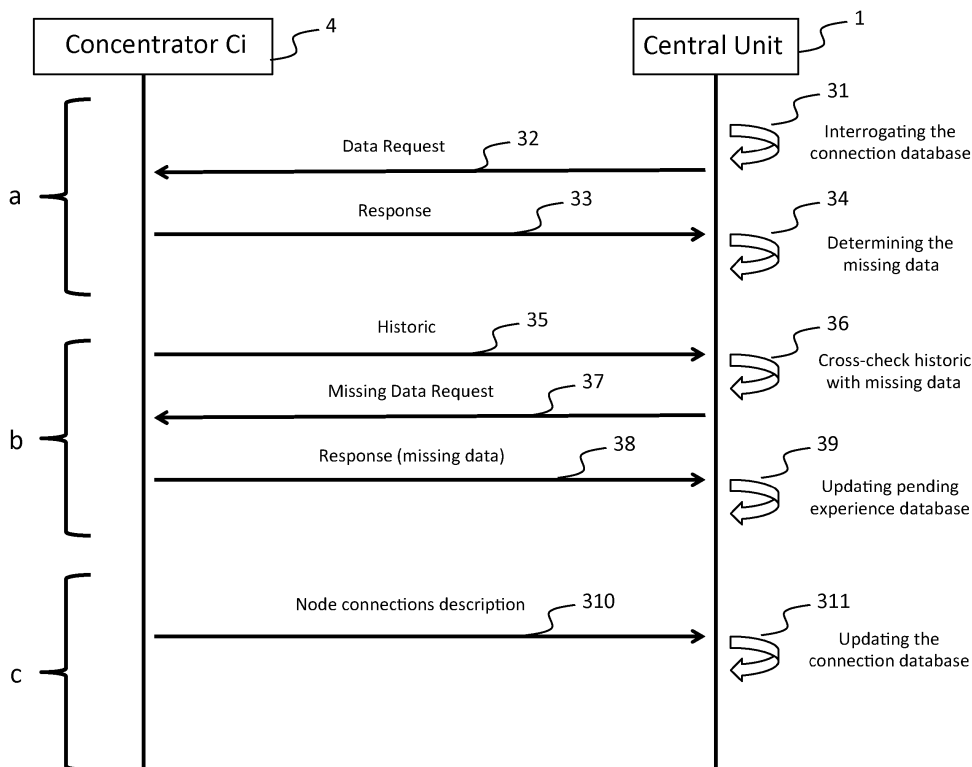 Concentrator Ci
4
Central Unit
1
31
Interrogating the
connection database
Data Request
32
a
Response
33
34
Determining the
missing data
Historic
35
36
Cross-check historic
with missing data
Missing Data Request
37
b
Response (missing data)
38
39
Updating pending
experience database
Node connections description
310
311
Updating the
connection database
c